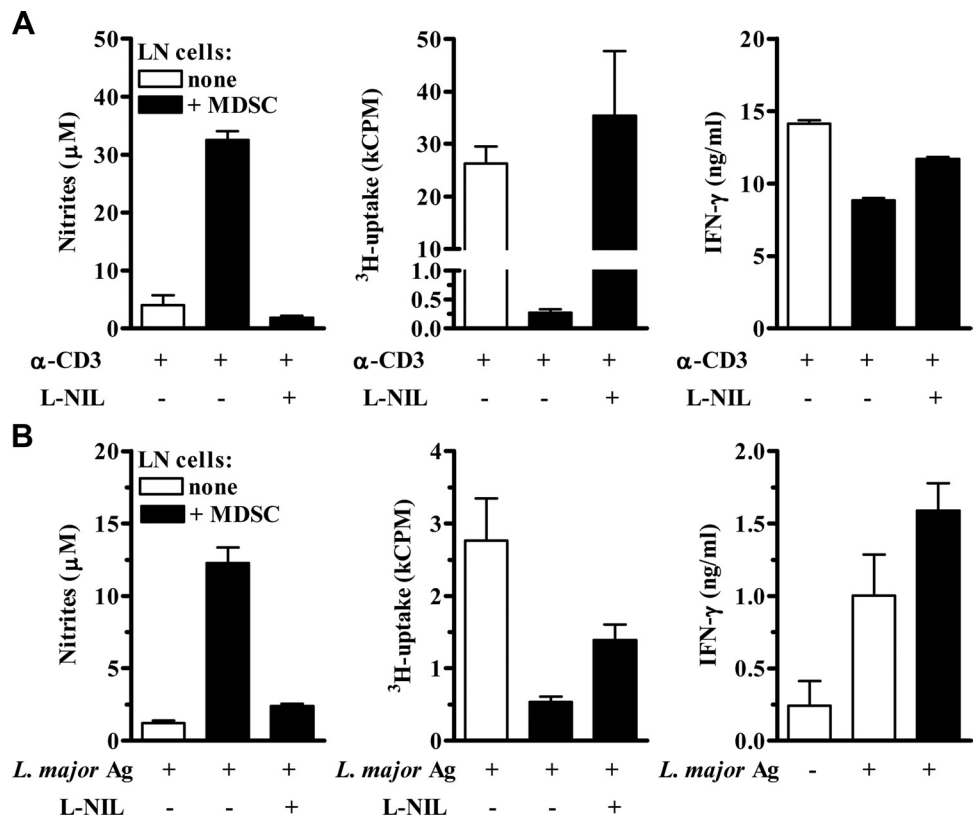 A
Nitrites (μM)
50
40
30
20
10
0
LN cells:
none
+ MDSC
³H-uptake (kCPM)
50
40
30
20
10
1.0
0.5
0.0
IFN-γ (ng/ml)
20
15
10
5
0
α-CD3 + + + + + + + + +
L-NIL - - + - - + - - +
B
Nitrites (μM)
20
15
10
5
0
LN cells:
none
+ MDSC
³H-uptake (kCPM)
4
3
2
1
0
IFN-γ (ng/ml)
2.0
1.5
1.0
0.5
0.0
L. major Ag + + + L. major Ag + + + L. major Ag - + +
L-NIL - - + L-NIL - - +